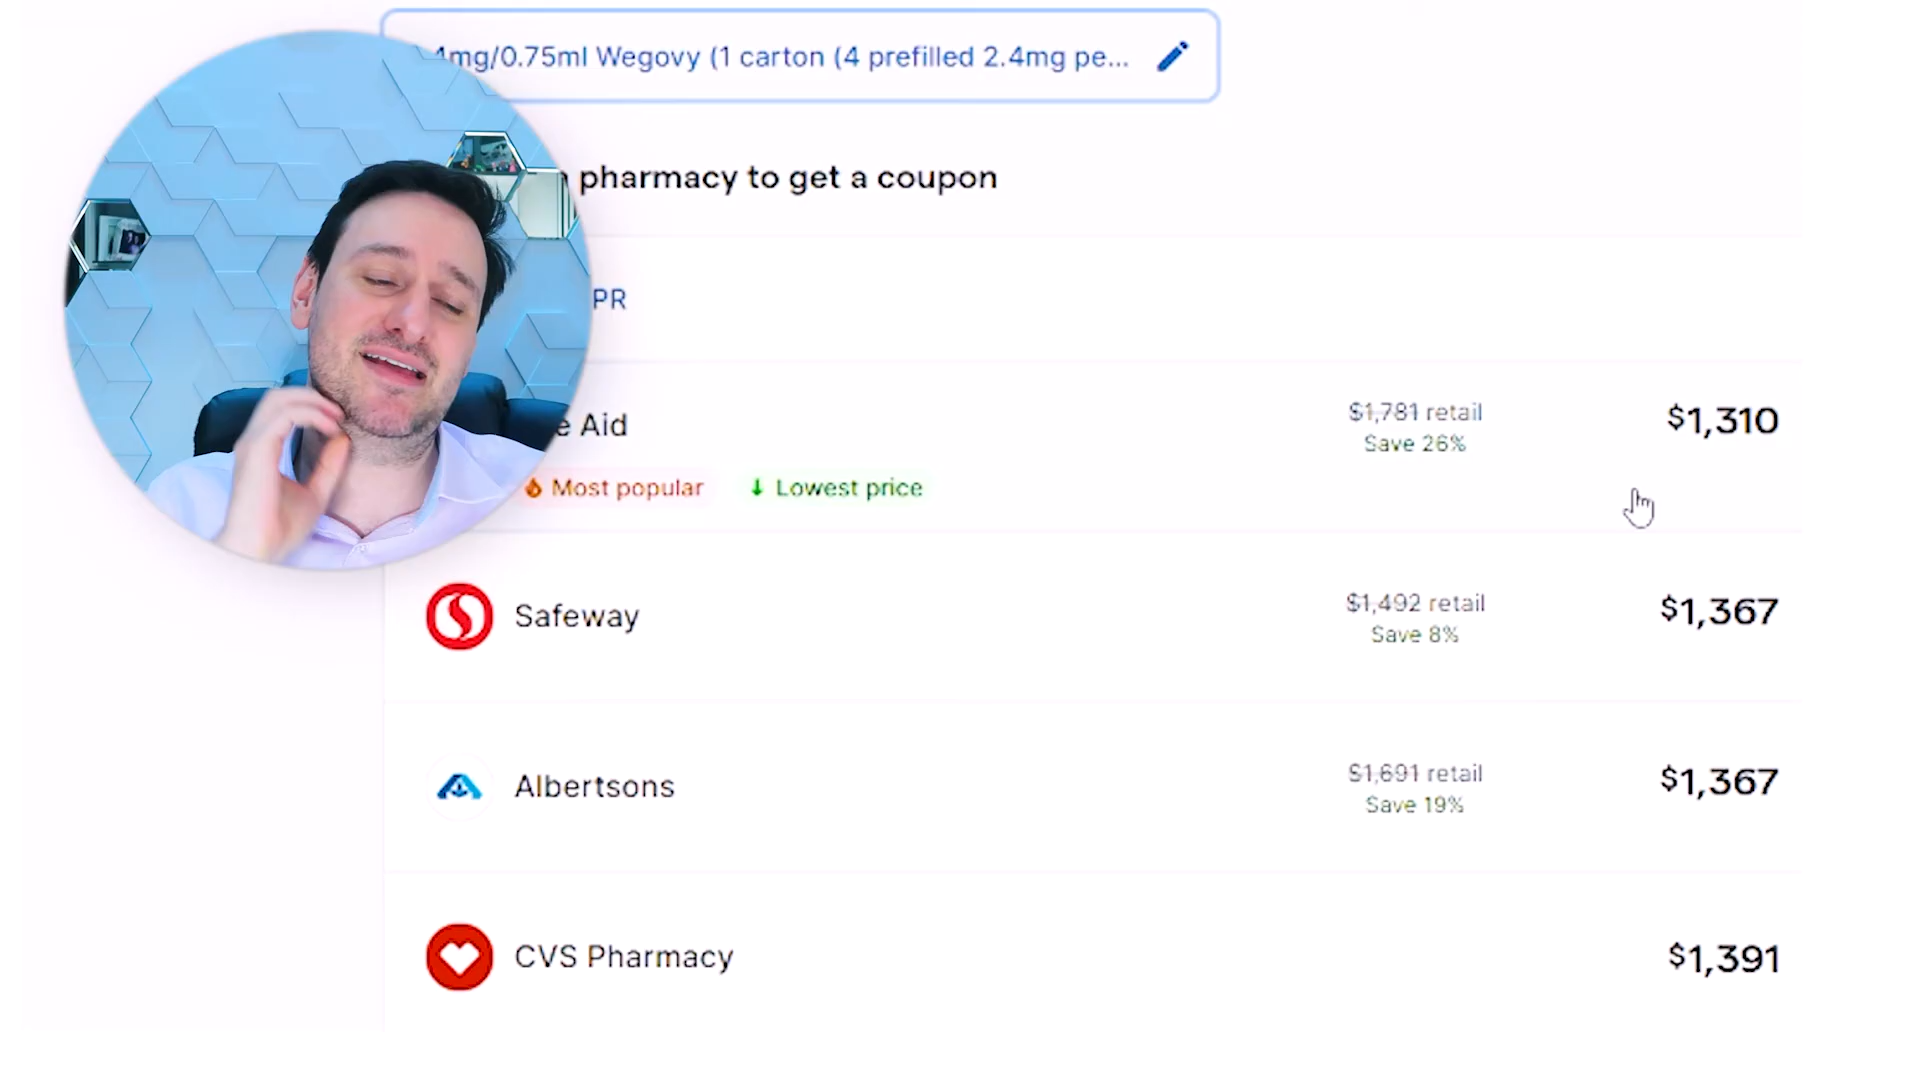 4mg/0.75ml Wegovy (1 carton (4 prefilled 2.4mg pe...
pharmacy to get a coupon
PR
e Aid
$1,781 retail
Save 26%
$1,310
Most popular
Lowest price
Safeway
$1,492 retail
Save 8%
$1,367
Albertsons
$1,691 retail
Save 19%
$1,367
CVS Pharmacy
$1,391